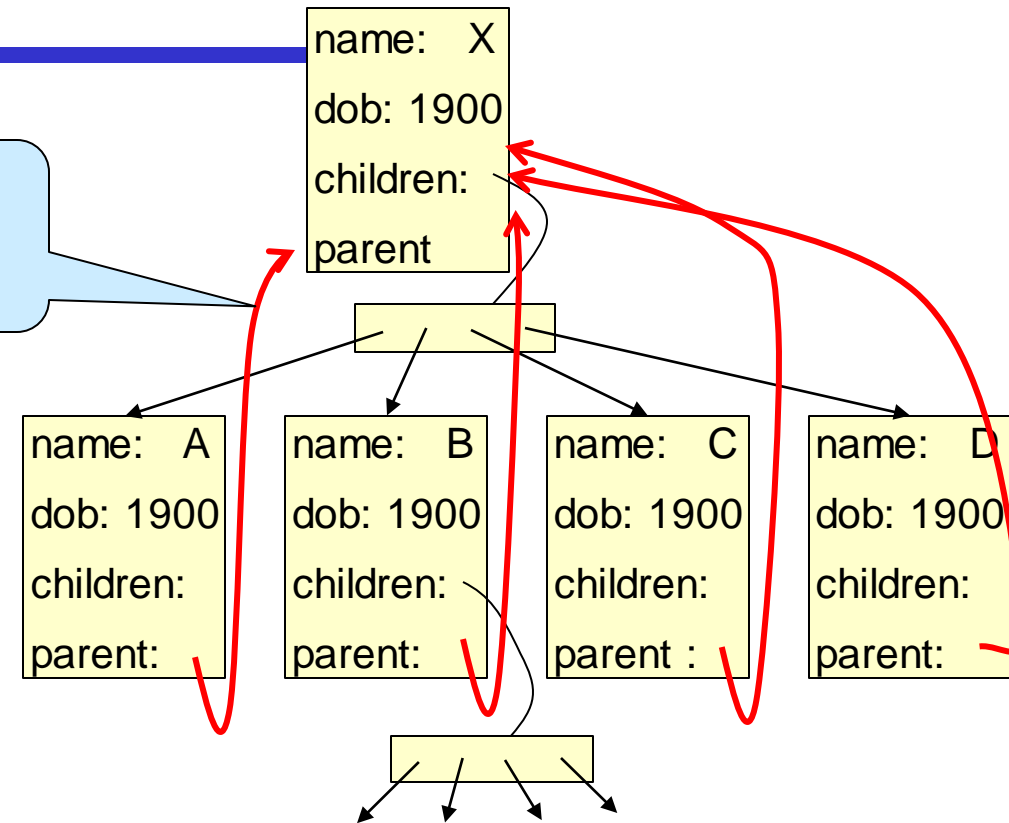 name: X
dob: 1900
children:
parent
name: A
dob: 1900
children:
parent:
name: B
dob: 1900
children:
parent:
name: C
dob: 1900
children:
parent :
name: D
dob: 1900
children:
parent: